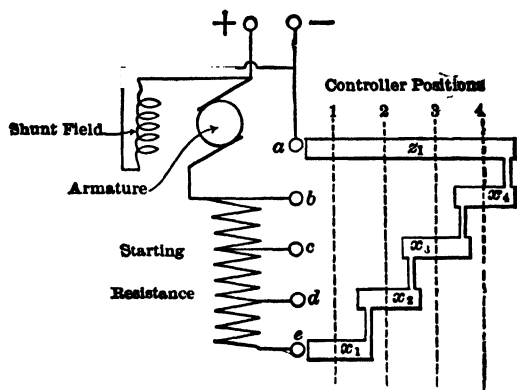 + −
Controller Positions
1 2 3 4
Shunt Field
a
z1
Armature
b
x4
Starting
c
x3
Resistance
d
x2
e
x1